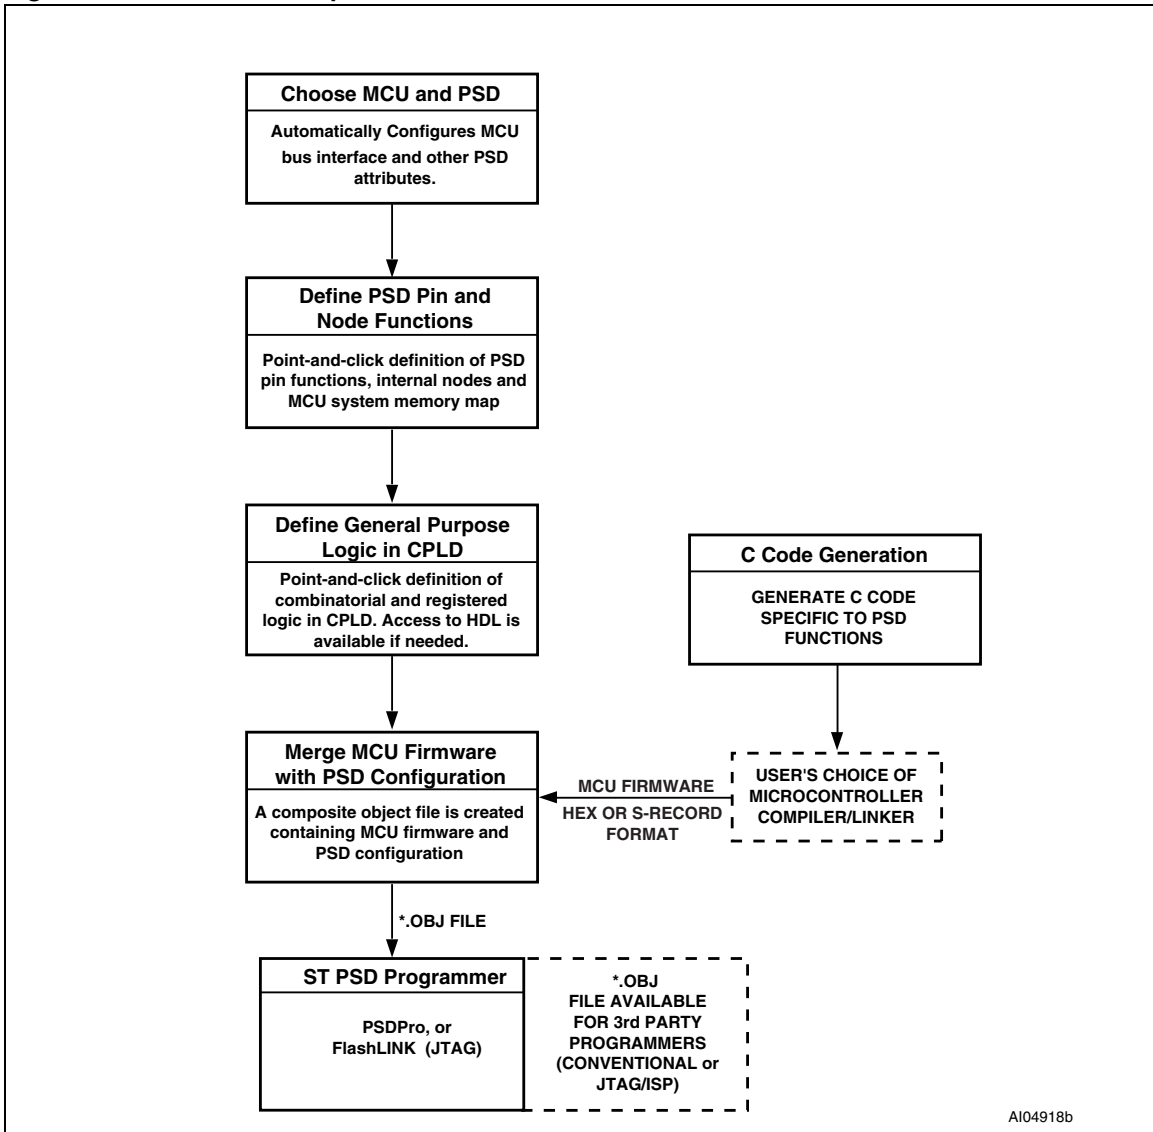 Choose MCU and PSD
Automatically Configures MCU
bus interface and other PSD
attributes.
Define PSD Pin and
Node Functions
Point-and-click definition of PSD
pin functions, internal nodes and
MCU system memory map
Define General Purpose
Logic in CPLD
Point-and-click definition of
combinatorial and registered
logic in CPLD. Access to HDL is
available if needed.
C Code Generation
GENERATE C CODE
SPECIFIC TO PSD
FUNCTIONS
Merge MCU Firmware
with PSD Configuration
A composite object file is created
containing MCU firmware and
PSD configuration
MCU FIRMWARE
HEX OR S-RECORD
FORMAT
USER'S CHOICE OF
MICROCONTROLLER
COMPILER/LINKER
*.OBJ FILE
ST PSD Programmer
PSDPro, or
FlashLINK (JTAG)
*.OBJ
FILE AVAILABLE
FOR 3rd PARTY
PROGRAMMERS
(CONVENTIONAL or
JTAG/ISP)
AI04918b